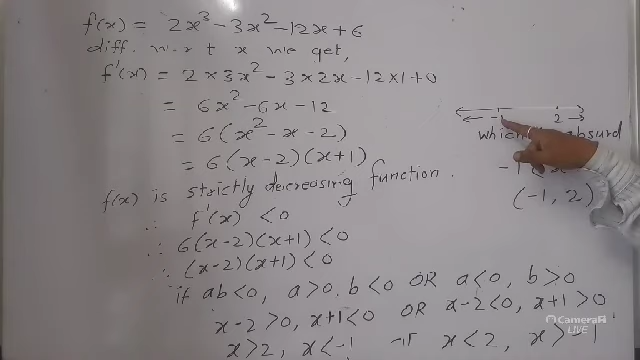 f'(x) = 2x³ - 3x² - 12x + 6
diff. w.r.t x we get,
f'(x) = 2 × 3x² - 3 × 2x - 12 × 1 + 0
= 6x² - 6x - 12
= 6(x² - x - 2)
= 6(x - 2)(x + 1)
-1 2
which absurd
-1 < x
(-1, 2)
f(x) is strictly decreasing function.
∴ f'(x) < 0
∴ 6(x - 2)(x + 1) < 0
∴ (x - 2)(x + 1) < 0
if ab < 0, a > 0, b < 0 OR a < 0, b > 0
x - 2 > 0, x + 1 < 0 OR x - 2 < 0, x + 1 > 0
x > 2, x < -1 x < 2, x > -1
CameraR
LIVE